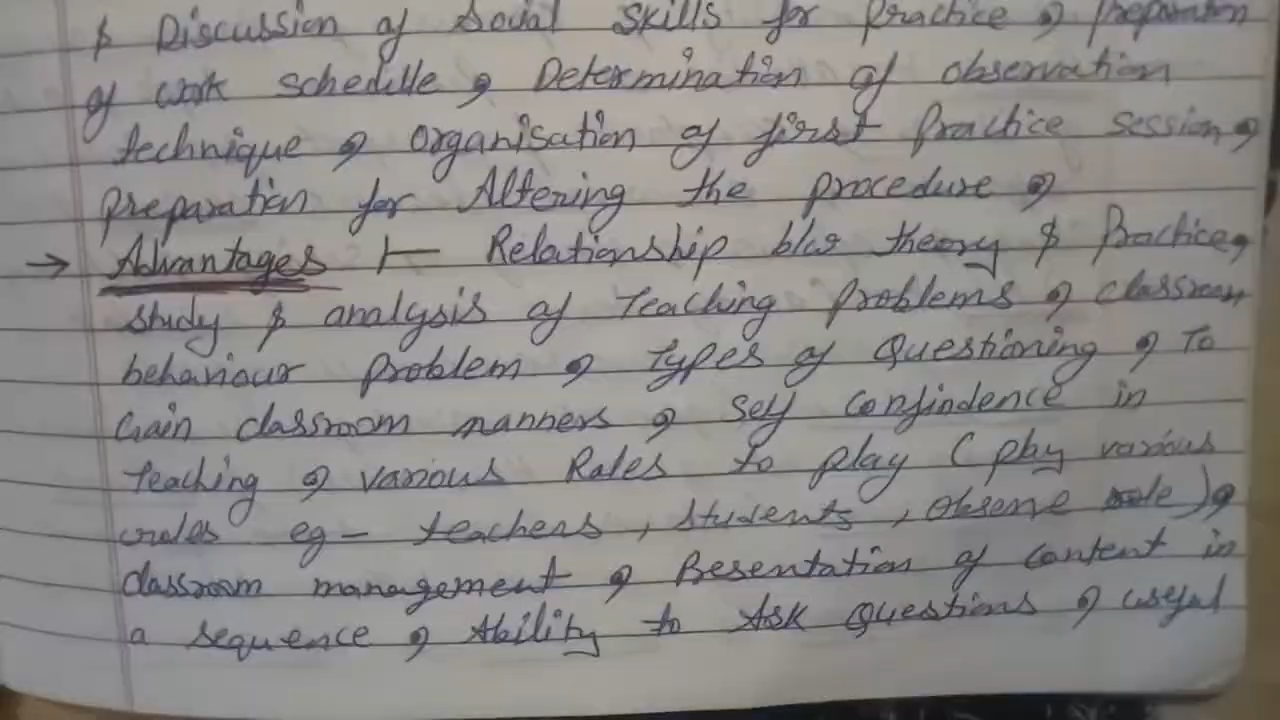 & Discussion of Social Skills for Practice , Preparation
of work schedule , Determination of observation
technique , Organisation of first Practice Session ,
Preparation for Altering the procedure ,
→ Advantages :- Relationship b/w theory & Practice ,
study & analysis of Teaching Problems , classroom
behaviour Problem , Types of Questioning , To
Gain classroom manners , Self Confindence in
Teaching , various Roles to play ( play various
roles eg - teachers , students , observe role ) ,
classroom management , Presentation of content in
a sequence , Ability to Ask Questions , useful